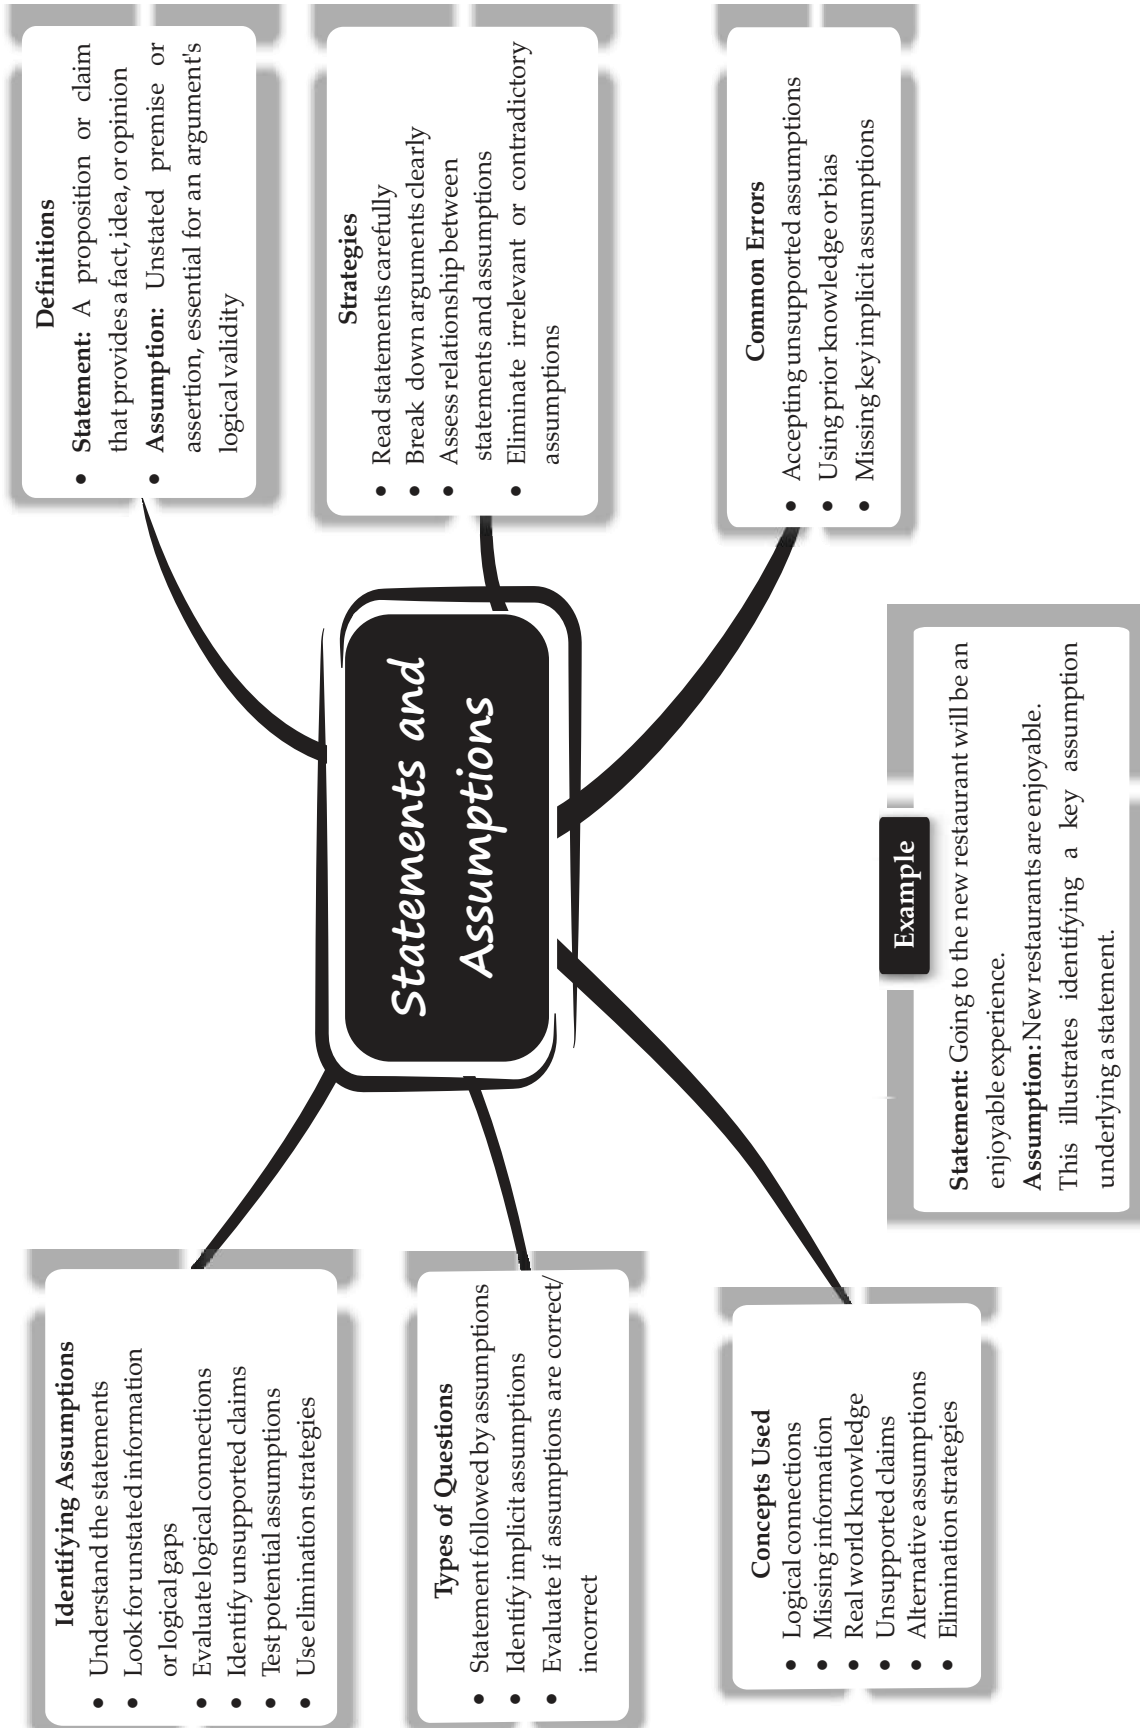 Identifying Assumptions
• Understand the statements
• Look for unstated information
or logical gaps
• Evaluate logical connections
• Identify unsupported claims
• Test potential assumptions
• Use elimination strategies
Types of Questions
• Statement followed by assumptions
• Identify implicit assumptions
• Evaluate if assumptions are correct/
incorrect
Concepts Used
• Logical connections
• Missing information
• Real world knowledge
• Unsupported claims
• Alternative assumptions
• Elimination strategies
Statements and
Assumptions
Definitions
• Statement: A proposition or claim
that provides a fact, idea, or opinion
• Assumption: Unstated premise or
assertion, essential for an argument's
logical validity
Strategies
• Read statements carefully
• Break down arguments clearly
• Assess relationship between
statements and assumptions
• Eliminate irrelevant or contradictory
assumptions
Common Errors
• Accepting unsupported assumptions
• Using prior knowledge or bias
• Missing key implicit assumptions
Example
Statement: Going to the new restaurant will be an
enjoyable experience.
Assumption: New restaurants are enjoyable.
This illustrates identifying a key assumption
underlying a statement.